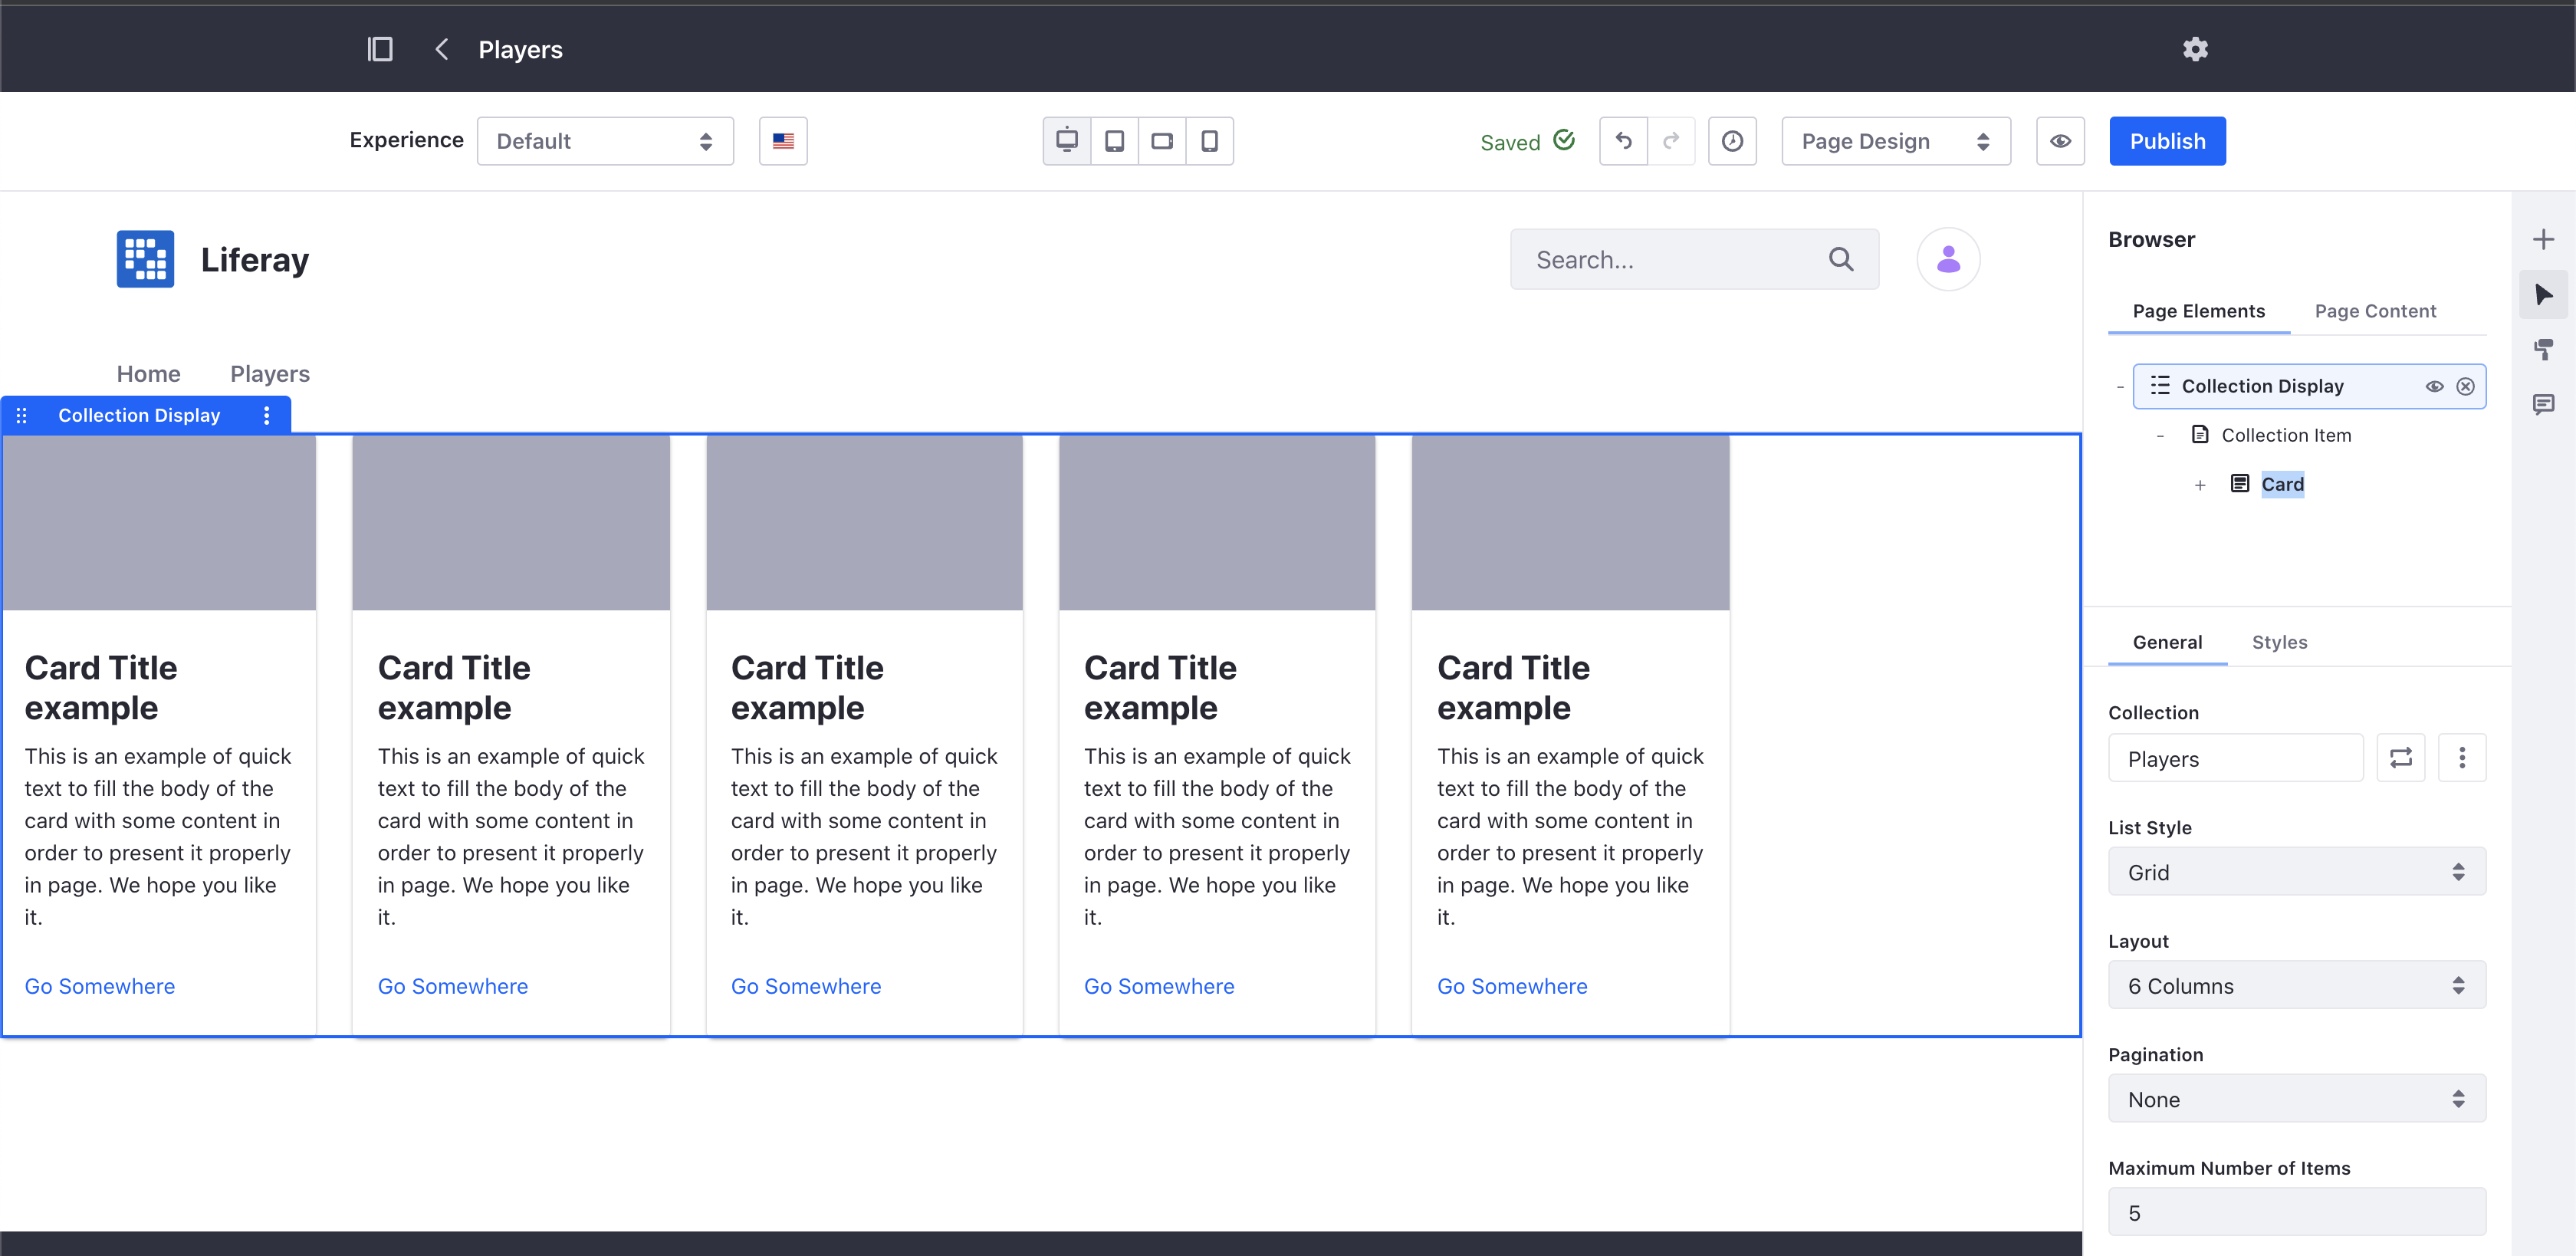 Players
Experience
Default
Saved
Page Design
Publish
Liferay
Search...
Home
Players
Collection Display
Card Title
example
This is an example of quick
text to fill the body of the
card with some content in
order to present it properly
in page. We hope you like
it.
Go Somewhere
Card Title
example
This is an example of quick
text to fill the body of the
card with some content in
order to present it properly
in page. We hope you like
it.
Go Somewhere
Card Title
example
This is an example of quick
text to fill the body of the
card with some content in
order to present it properly
in page. We hope you like
it.
Go Somewhere
Card Title
example
This is an example of quick
text to fill the body of the
card with some content in
order to present it properly
in page. We hope you like
it.
Go Somewhere
Card Title
example
This is an example of quick
text to fill the body of the
card with some content in
order to present it properly
in page. We hope you like
it.
Go Somewhere
Browser
Page Elements
Page Content
Collection Display
Collection Item
Card
General
Styles
Collection
Players
List Style
Grid
Layout
6 Columns
Pagination
None
Maximum Number of Items
5